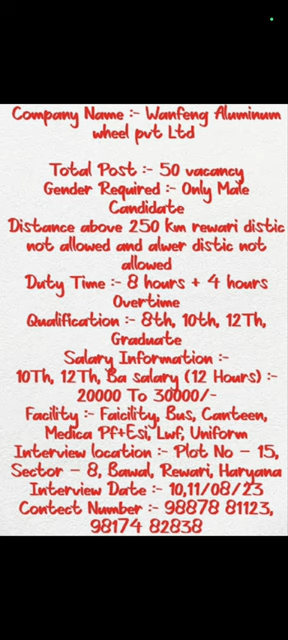 Company Name :- Wanfeng Aluminum
wheel pvt Ltd
Total Post :- 50 vacancy
Gender Required :- Only Male
Candidate
Distance above 250 km rewari distic
not allowed and alwer distic not
allowed
Duty Time :- 8 hours + 4 hours
Overtime
Qualification :- 8th, 10th, 12Th,
Graduate
Salary Information :-
10Th, 12Th, Ba salary (12 Hours) :-
20000 To 30000/-
Facility :- Faicility, Bus, Canteen,
Medica Pf+Esi, Lwf, Uniform
Interview location :- Plot No - 15,
Sector - 8, Bawal, Rewari, Haryana
Interview Date :- 10,11/08/23
Contect Number :- 98878 81123,
98174 82838